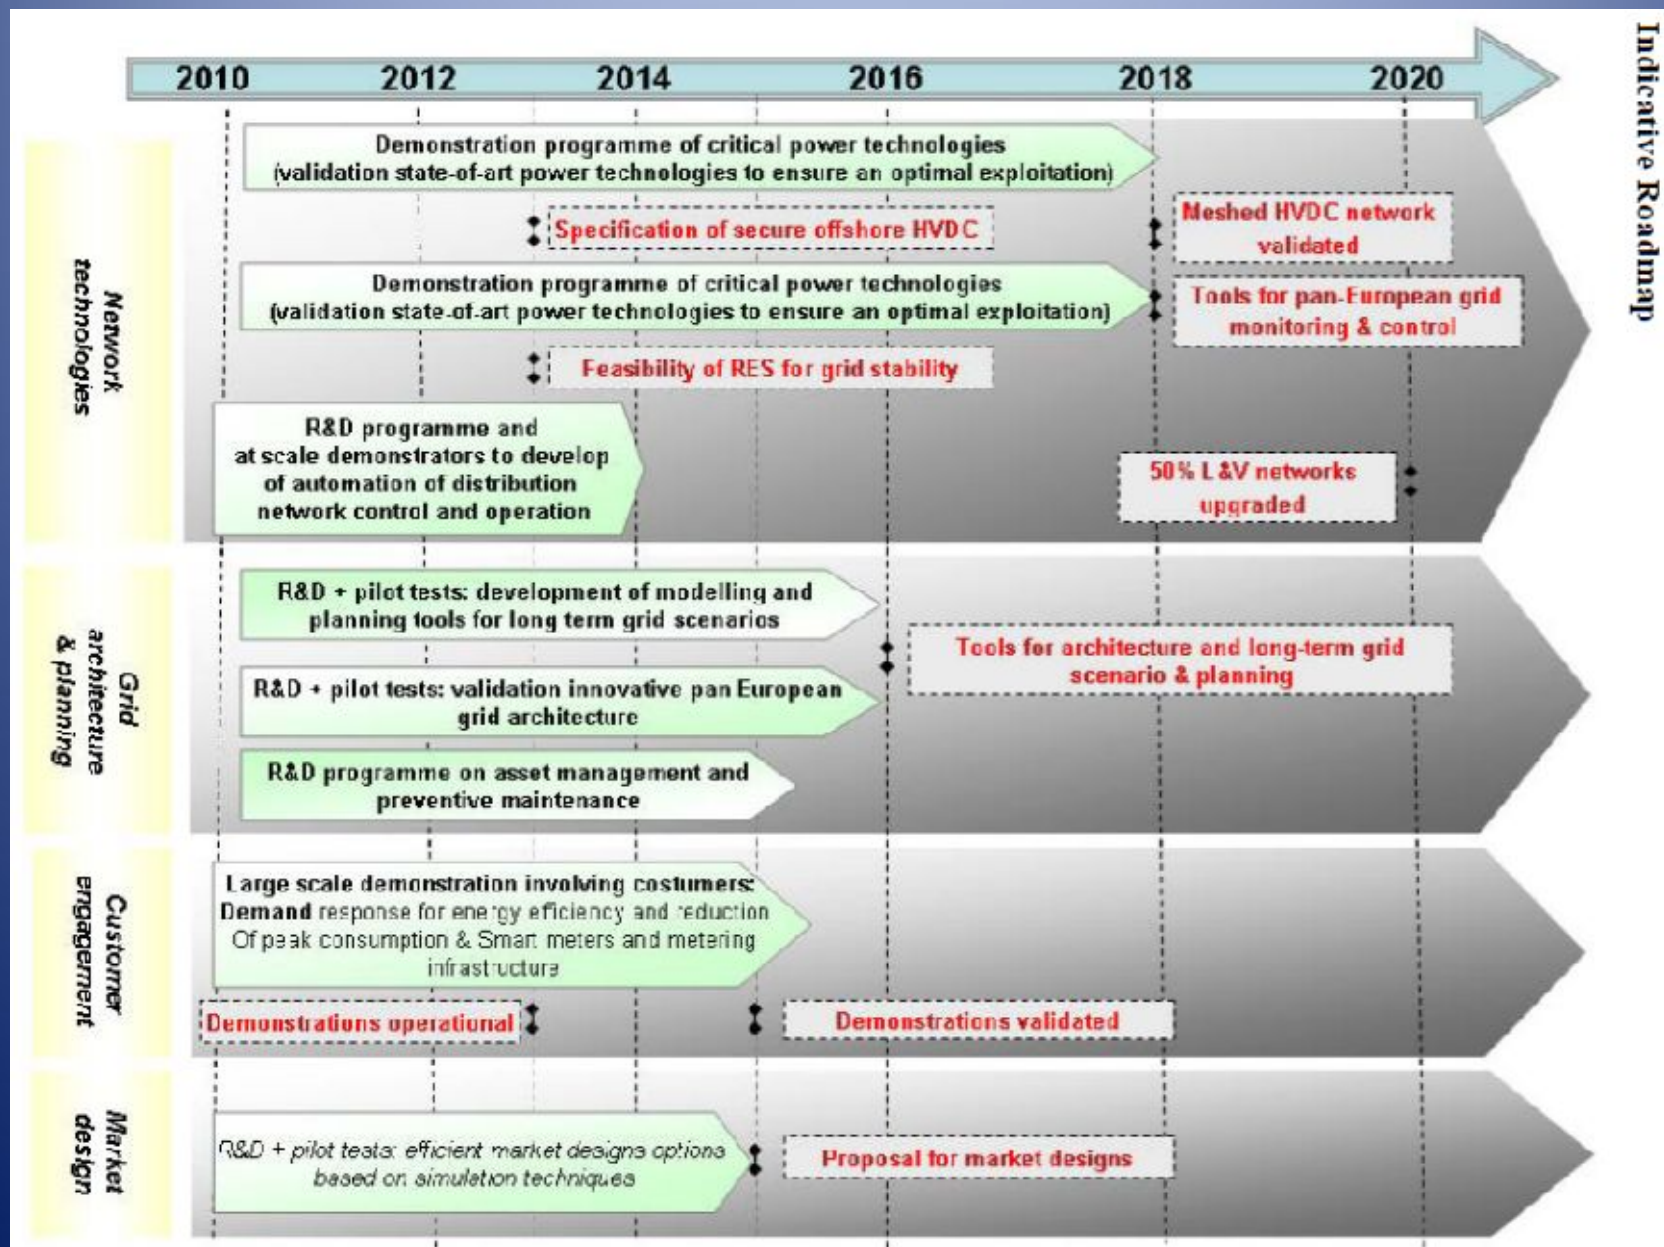 Indicative Roadmap
2010 2012 2014 2016 2018 2020
Network
technologies
Demonstration programme of critical power technologies
(validation state-of-art power technologies to ensure an optimal exploitation)
Specification of secure offshore HVDC
Meshed HVDC network
validated
Demonstration programme of critical power technologies
(validation state-of-art power technologies to ensure an optimal exploitation)
Tools for pan-European grid
monitoring & control
Feasibility of RES for grid stability
R&D programme and
at scale demonstrators to develop
of automation of distribution
network control and operation
50% L&V networks
upgraded
Grid
architecture
& planning
R&D + pilot tests: development of modelling and
planning tools for long term grid scenarios
Tools for architecture and long-term grid
scenario & planning
R&D + pilot tests: validation innovative pan European
grid architecture
R&D programme on asset management and
preventive maintenance
Customer
engagement
Large scale demonstration involving costumers:
Demand response for energy efficiency and reduction
Of peak consumption & Smart meters and metering
infrastructure
Demonstrations operational
Demonstrations validated
Market
design
R&D + pilot tests: efficient market designs options
based on simulation techniques
Proposal for market designs